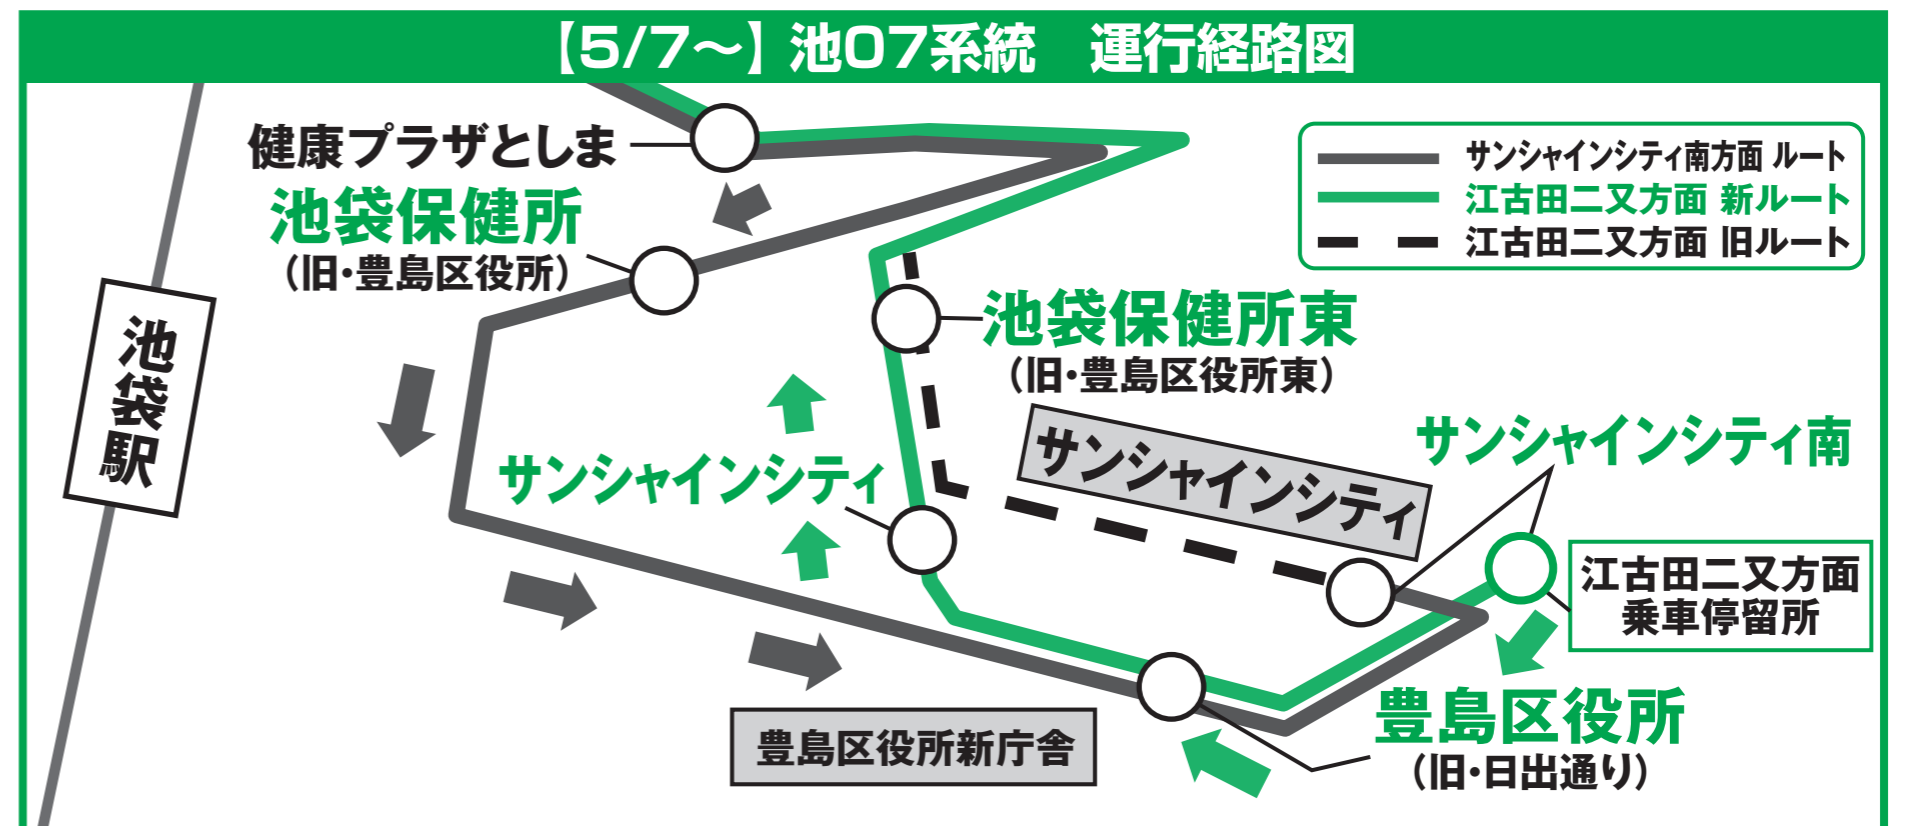 【5/7～】池07系統　運行経路図
サンシャインシティ南方面 ルート
江古田二又方面 新ルート
江古田二又方面 旧ルート
健康プラザとしま
池袋保健所
（旧・豊島区役所）
池袋駅
池袋保健所東
（旧・豊島区役所東）
サンシャインシティ
サンシャインシティ
サンシャインシティ南
江古田二又方面
乗車停留所
豊島区役所
（旧・日出通り）
豊島区役所新庁舎